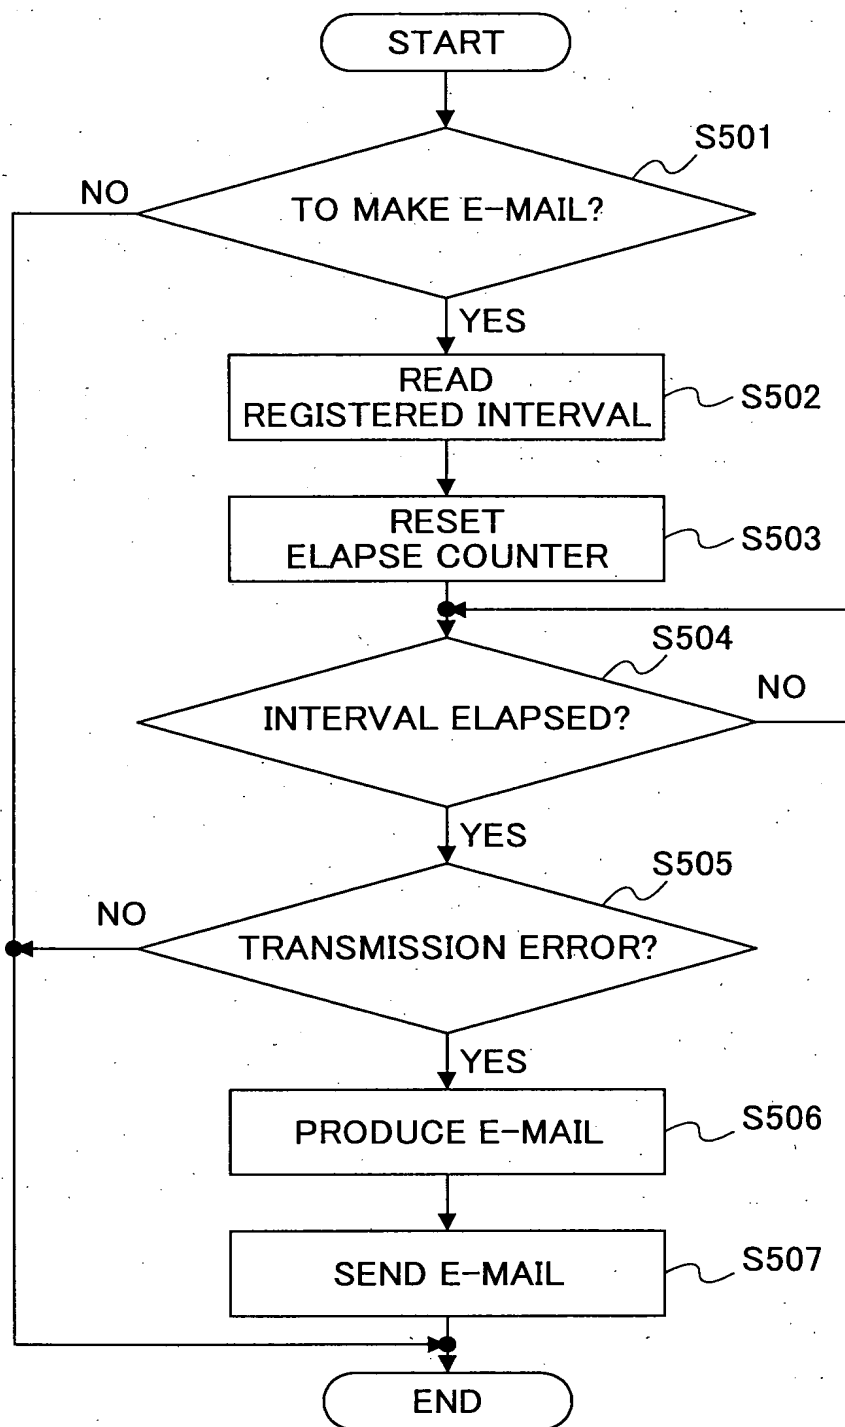 START
S501
NO
TO MAKE E-MAIL?
YES
READ
REGISTERED INTERVAL
S502
RESET
ELAPSE COUNTER
S503
S504
INTERVAL ELAPSED?
NO
YES
S505
NO
TRANSMISSION ERROR?
YES
PRODUCE E-MAIL
S506
SEND E-MAIL
S507
END